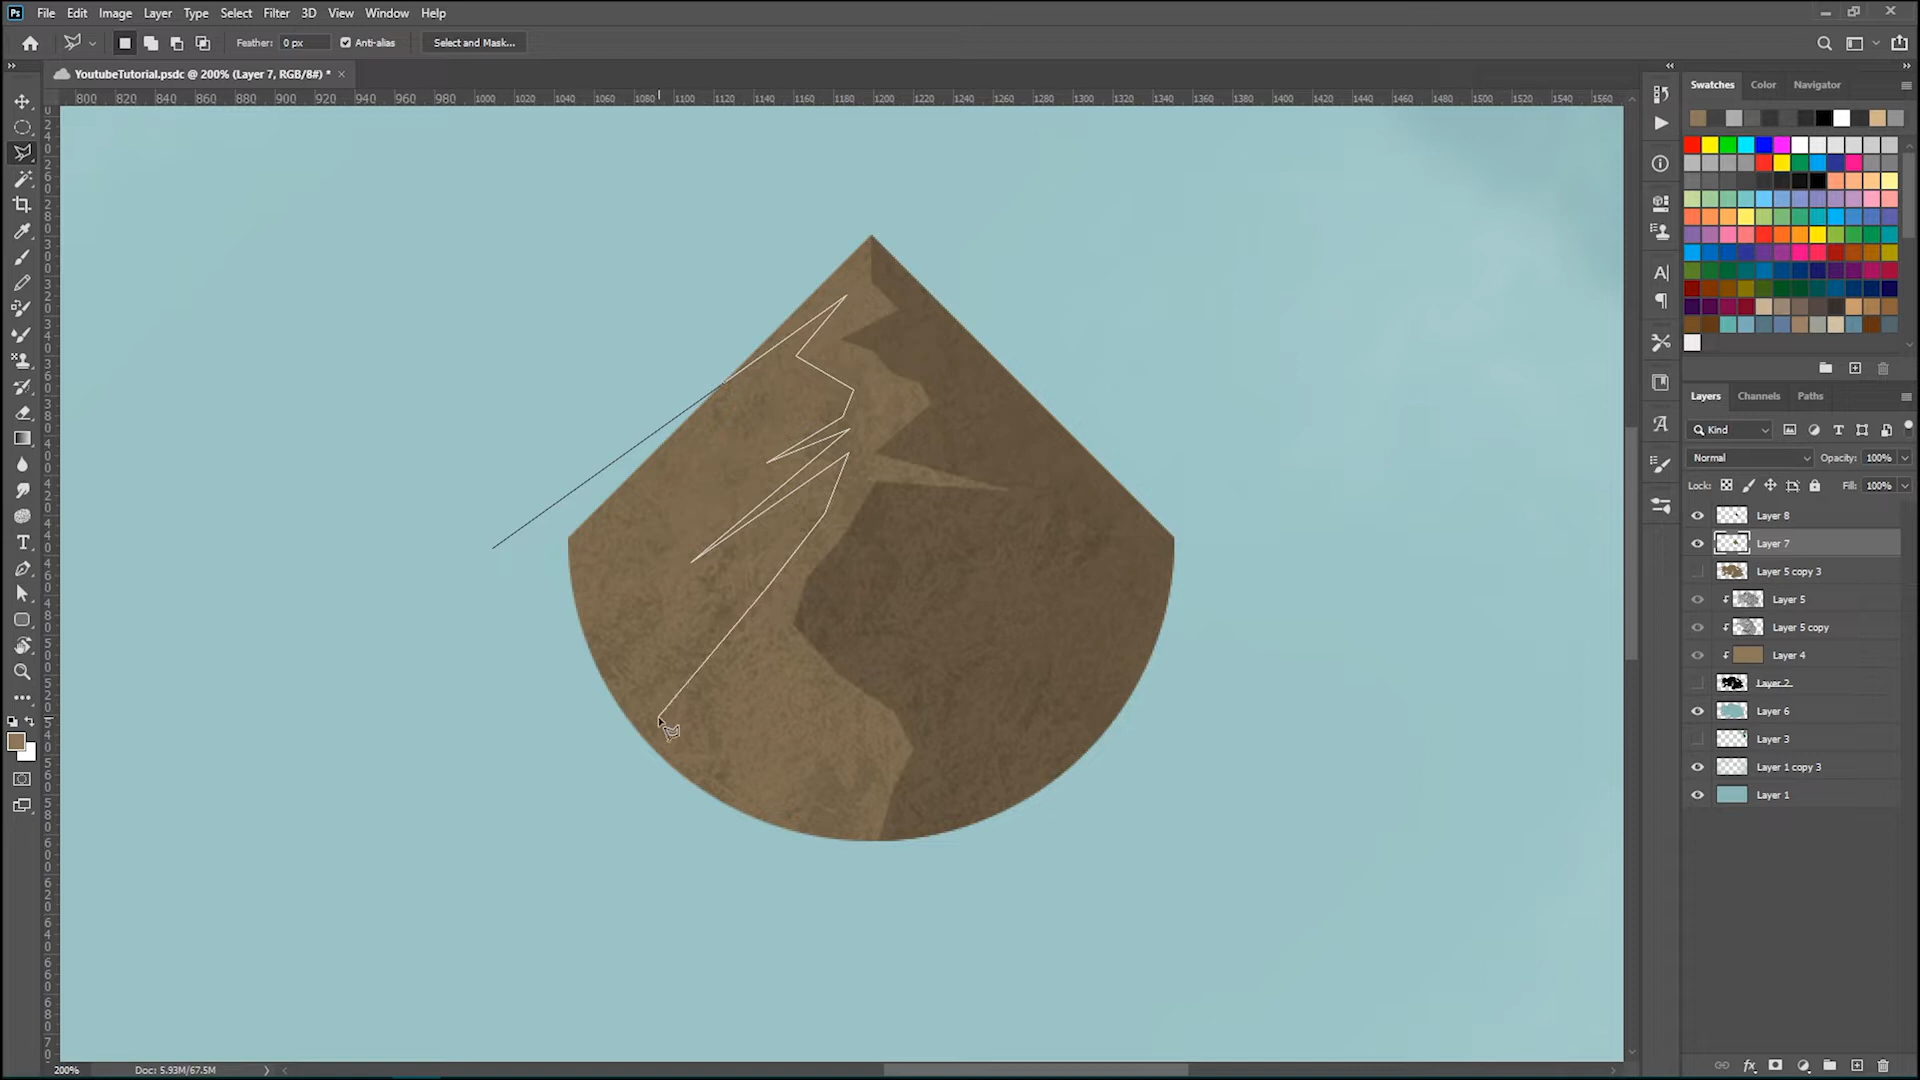 Ps File Edit Image Layer Type Select Filter 3D View Window Help
Feather: 0 px Anti-alias Select and Mask...
YoutubeTutorial.psdc @ 200% (Layer 7, RGB/8#) *
Swatches Color Navigator
800 820 840 860 880 900 920 940 960 980 1000 1020 1040 1060 1080 1100 1120 1140 1160 1180 1200 1220 1240 1260 1280 1300 1320 1340 1360 1380 1400 1420 1440 1460 1480 1500 1520 1540 1560
Layers Channels Paths
Kind
Normal Opacity: 100%
Lock: Fill: 100%
Layer 8
Layer 7
Layer 5 copy 3
Layer 5
Layer 5 copy
Layer 4
Layer 2
Layer 6
Layer 3
Layer 1 copy 3
Layer 1
200% Doc: 5.93M/67.5M